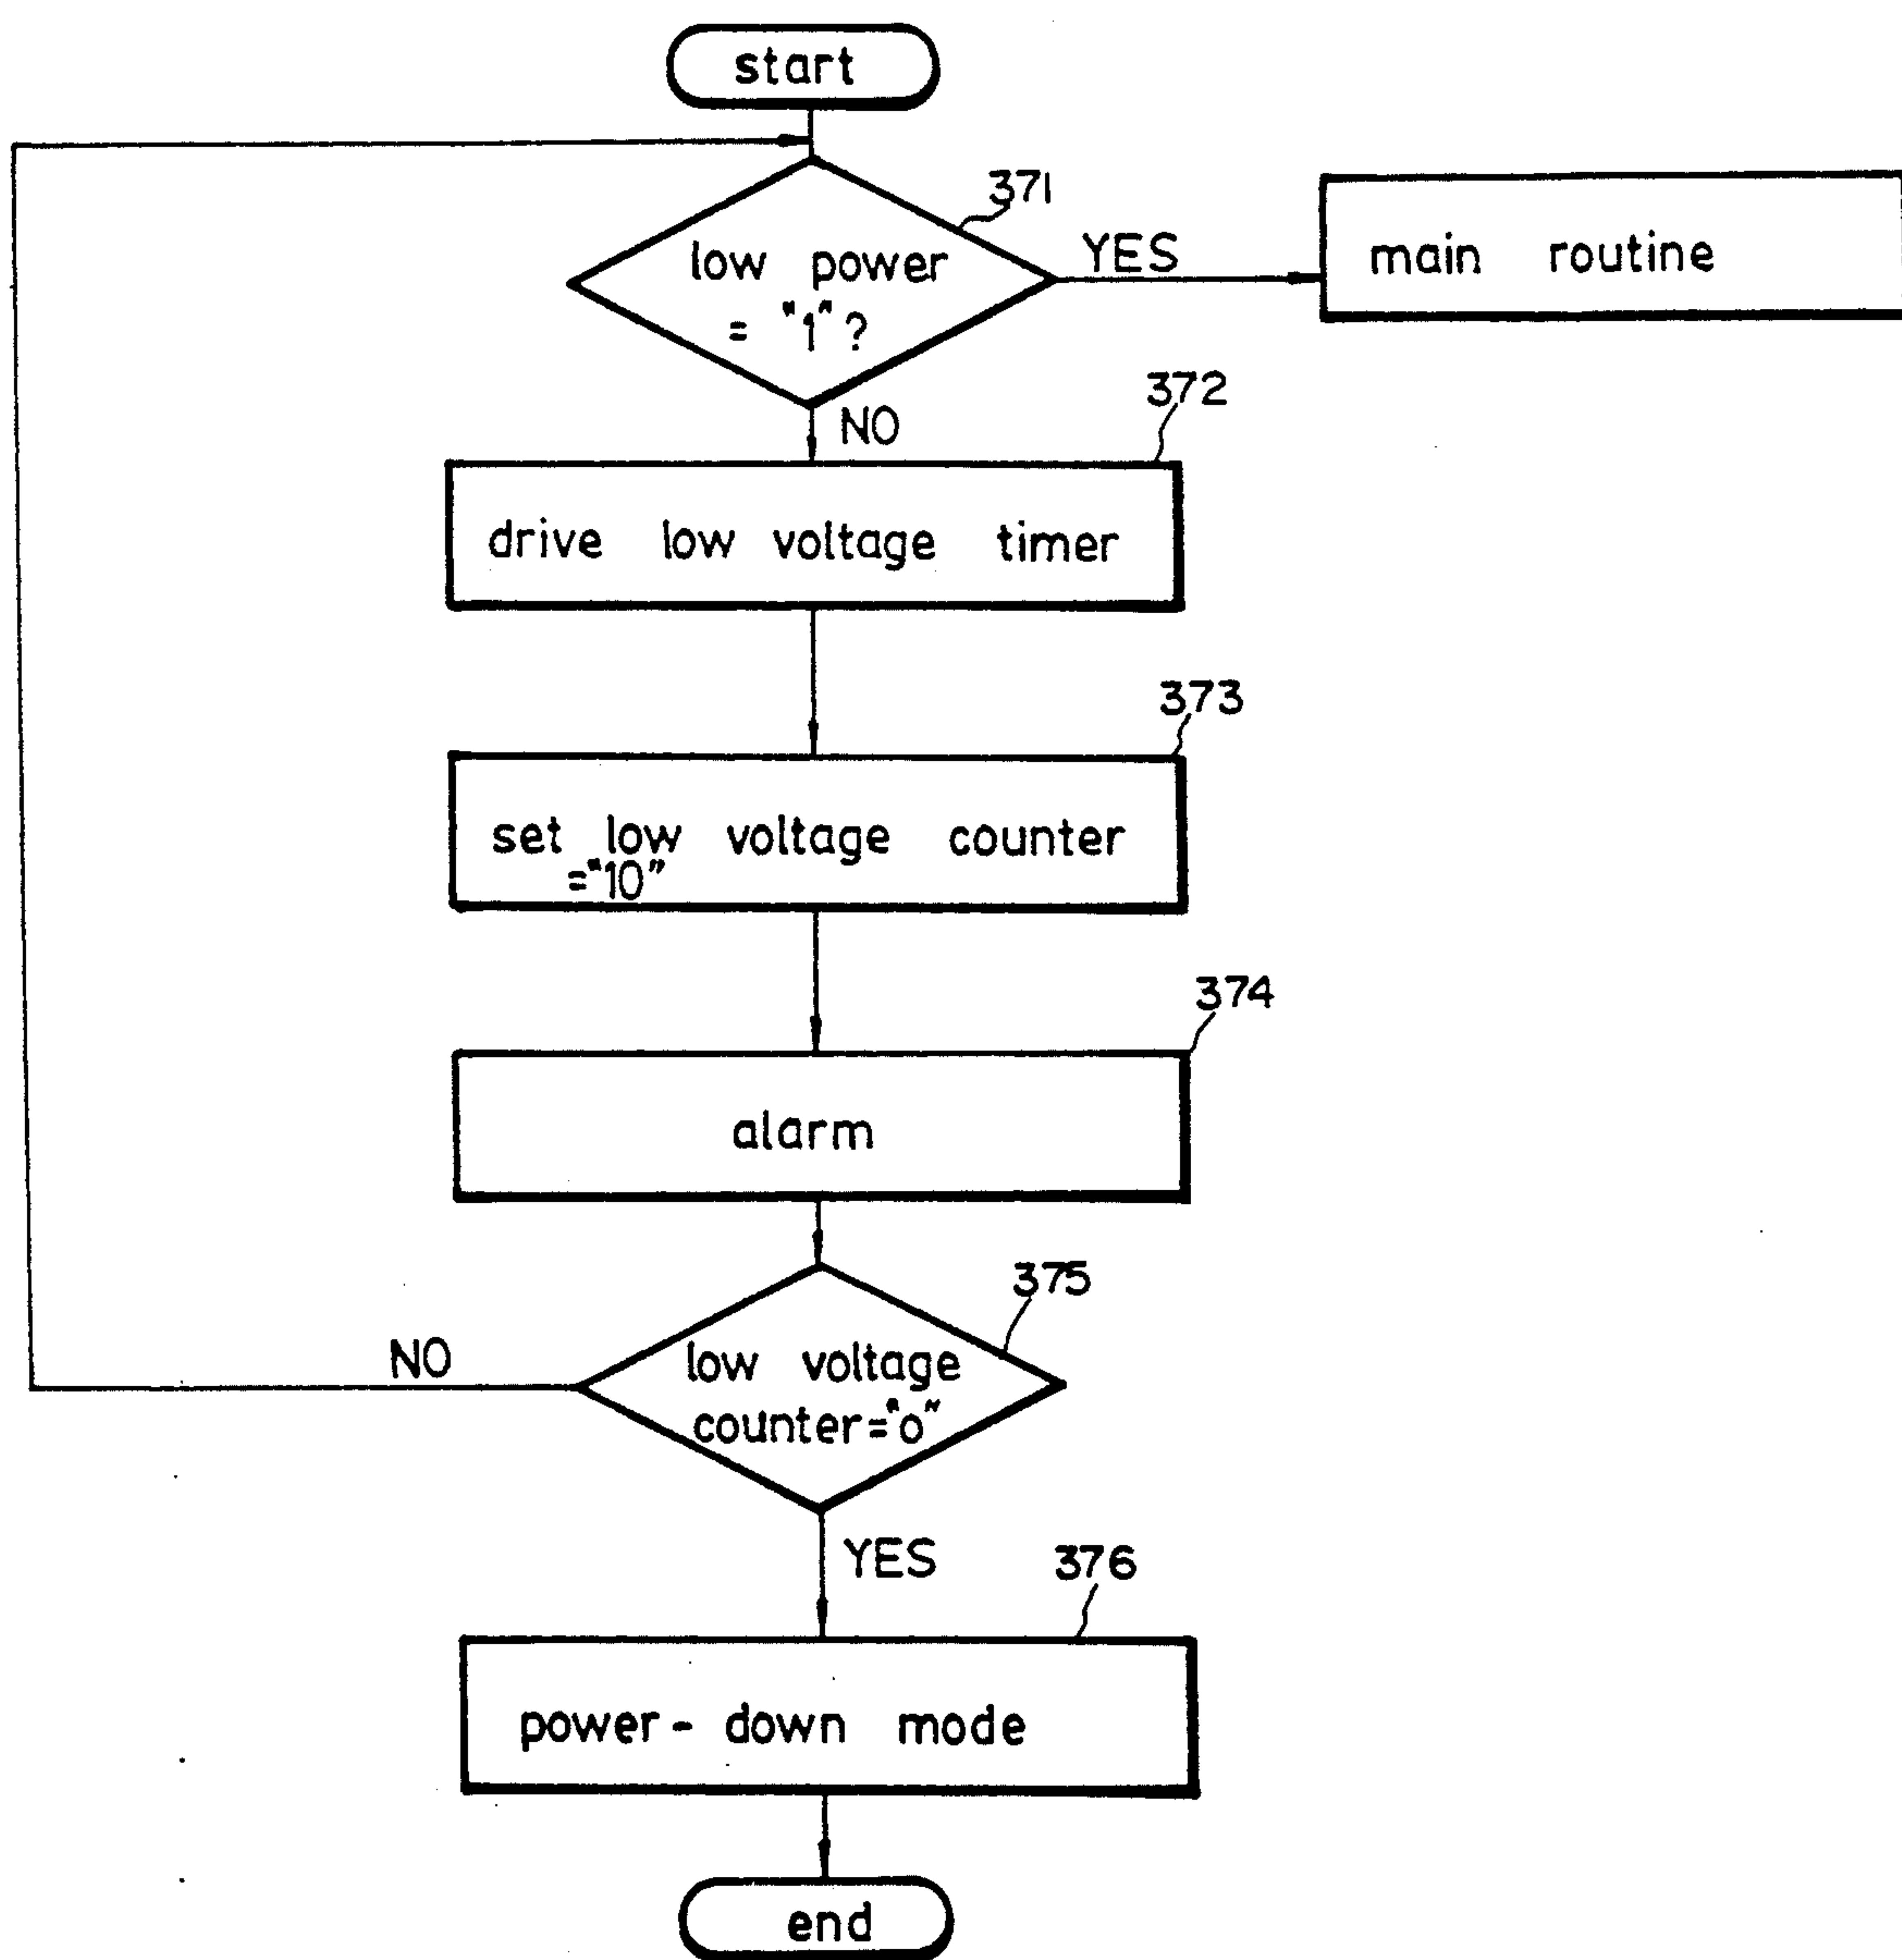 start
371
low power
= "1"?
YES
main routine
NO
372
drive low voltage timer
373
set low voltage counter
="10"
374
alarm
375
low voltage
counter="o"
NO
YES
376
power- down mode
end